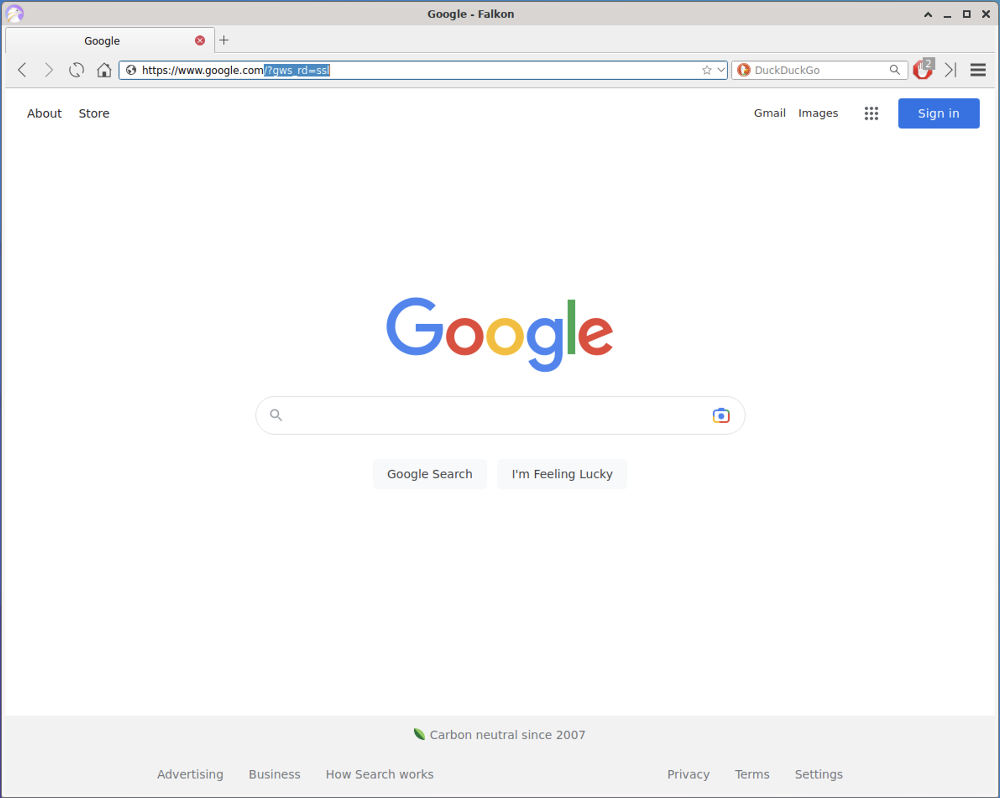 Google - Falkon
Google
https://www.google.com/?gws_rd=ssl
DuckDuckGo
2
About Store
Gmail Images Sign in
Google
Google Search I'm Feeling Lucky
Carbon neutral since 2007
Advertising Business How Search works Privacy Terms Settings